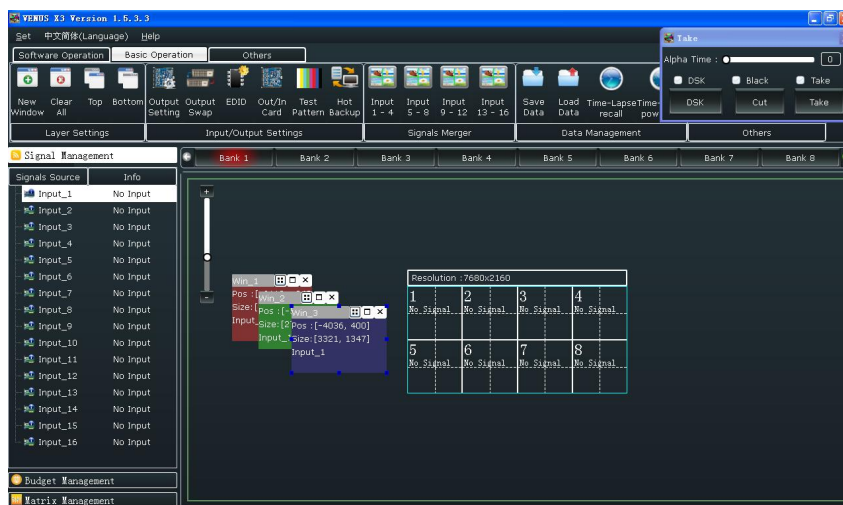 VENUS X3 Version 1.5.3.3
Set 中文简体(Language) Help
Take
Software Operation Basic Operation Others
Alpha Time : 0
DSK Black Take
DSK Cut Take
New Window Clear All Top Bottom Output Setting Output Swap EDID Out/In Card Test Pattern Hot Backup Input 1 - 4 Input 5 - 8 Input 9 - 12 Input 13 - 16 Save Data Load Data Time-Lapse recall Time- pow
Layer Settings Input/Output Settings Signals Merger Data Management Others
Signal Management
Bank 1 Bank 2 Bank 3 Bank 4 Bank 5 Bank 6 Bank 7 Bank 8
Signals Source Info
Input_1 No Input
Input_2 No Input
Input_3 No Input
Input_4 No Input
Input_5 No Input
Input_6 No Input
Input_7 No Input
Input_8 No Input
Input_9 No Input
Input_10 No Input
Input_11 No Input
Input_12 No Input
Input_13 No Input
Input_14 No Input
Input_15 No Input
Input_16 No Input
Budget Management
Matrix Management
Win_1
Pos :[
Size:[
Input_
Win_2
Pos :[-
Size:[2
Input_
Win_3
Pos :[-4036, 400]
Size:[3321, 1347]
Input_1
Resolution :7680x2160
1 2 3 4
No Signal No Signal No Signal No Signal
5 6 7 8
No Signal No Signal No Signal No Signal